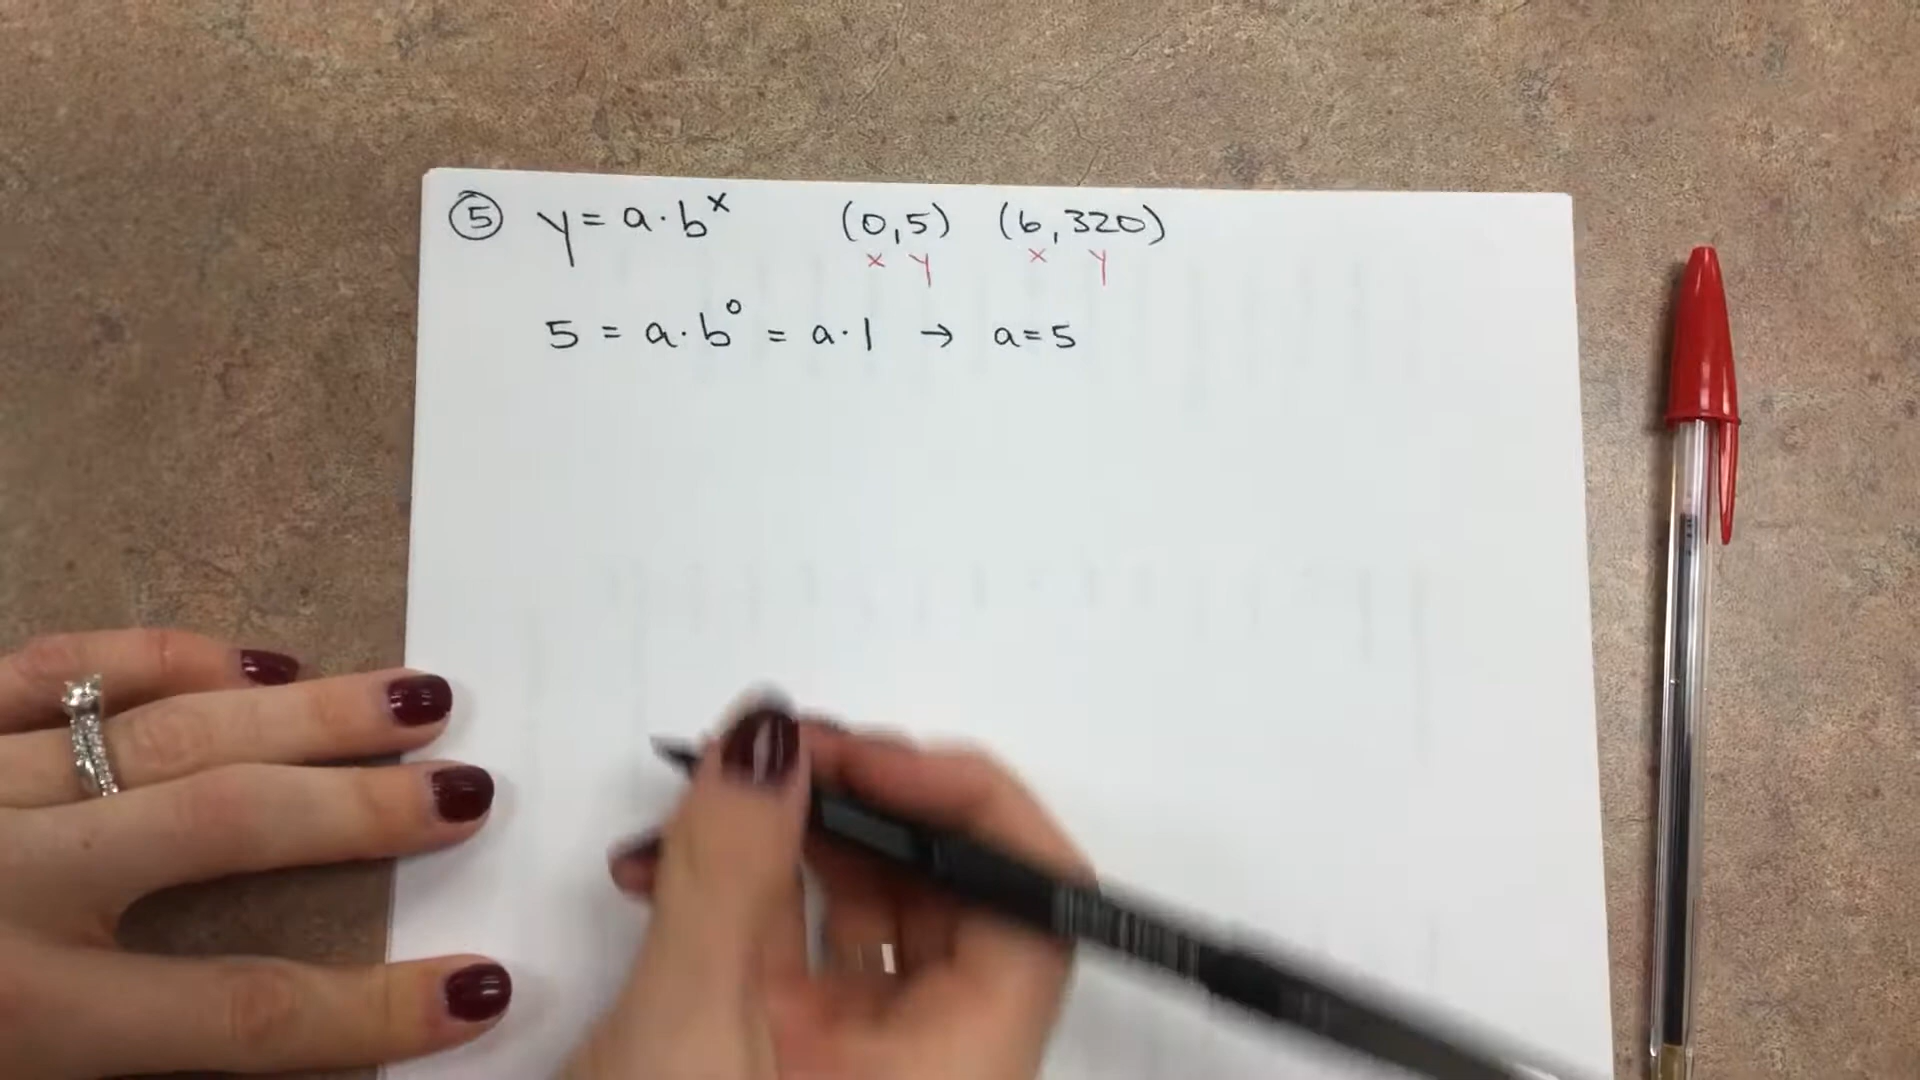 ⑤ y = a · b^x (0,5) (6,320)
x y x y
5 = a · b^0 = a · 1 → a = 5